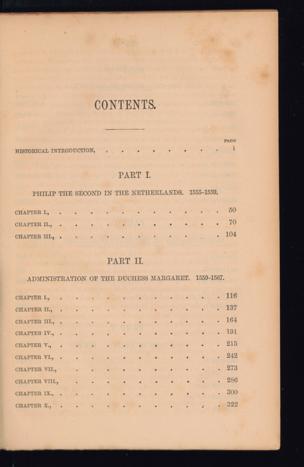 CONTENTS.
PAGE
HISTORICAL INTRODUCTION, . . . . . . . . 1
PART I.
PHILIP THE SECOND IN THE NETHERLANDS. 1555-1559.
CHAPTER I., . . . . . . . . . . . 50
CHAPTER II., . . . . . . . . . . . 70
CHAPTER III., . . . . . . . . . . . 104
PART II.
ADMINISTRATION OF THE DUCHESS MARGARET. 1559-1567.
CHAPTER I., . . . . . . . . . . . 116
CHAPTER II., . . . . . . . . . . . 137
CHAPTER III., . . . . . . . . . . . 164
CHAPTER IV., . . . . . . . . . . . 191
CHAPTER V., . . . . . . . . . . . 215
CHAPTER VI., . . . . . . . . . . . 242
CHAPTER VII., . . . . . . . . . . 273
CHAPTER VIII., . . . . . . . . . . 286
CHAPTER IX., . . . . . . . . . . . 300
CHAPTER X., . . . . . . . . . . . 322